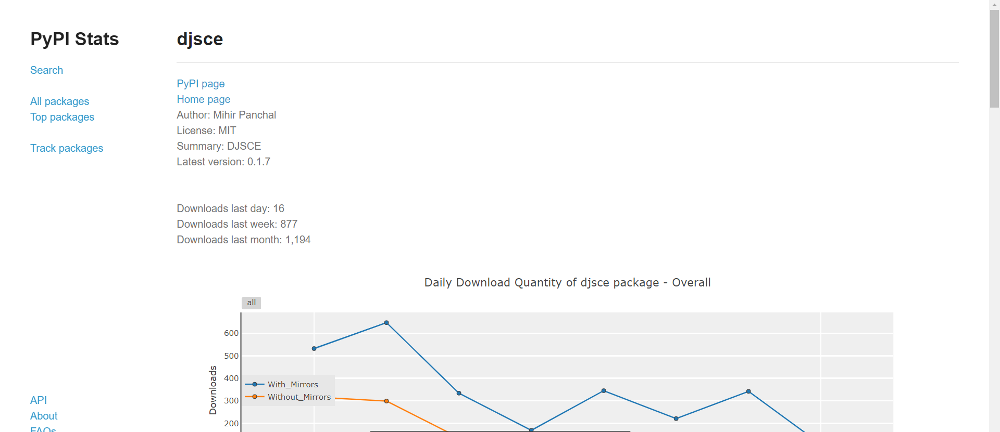 PyPI Stats
Search
All packages
Top packages
Track packages
API
About
FAQs
djsce
PyPI page
Home page
Author: Mihir Panchal
License: MIT
Summary: DJSCE
Latest version: 0.1.7
Downloads last day: 16
Downloads last week: 877
Downloads last month: 1,194
Daily Download Quantity of djsce package - Overall
all
600
500
400
300
200
Downloads
With_Mirrors
Without_Mirrors